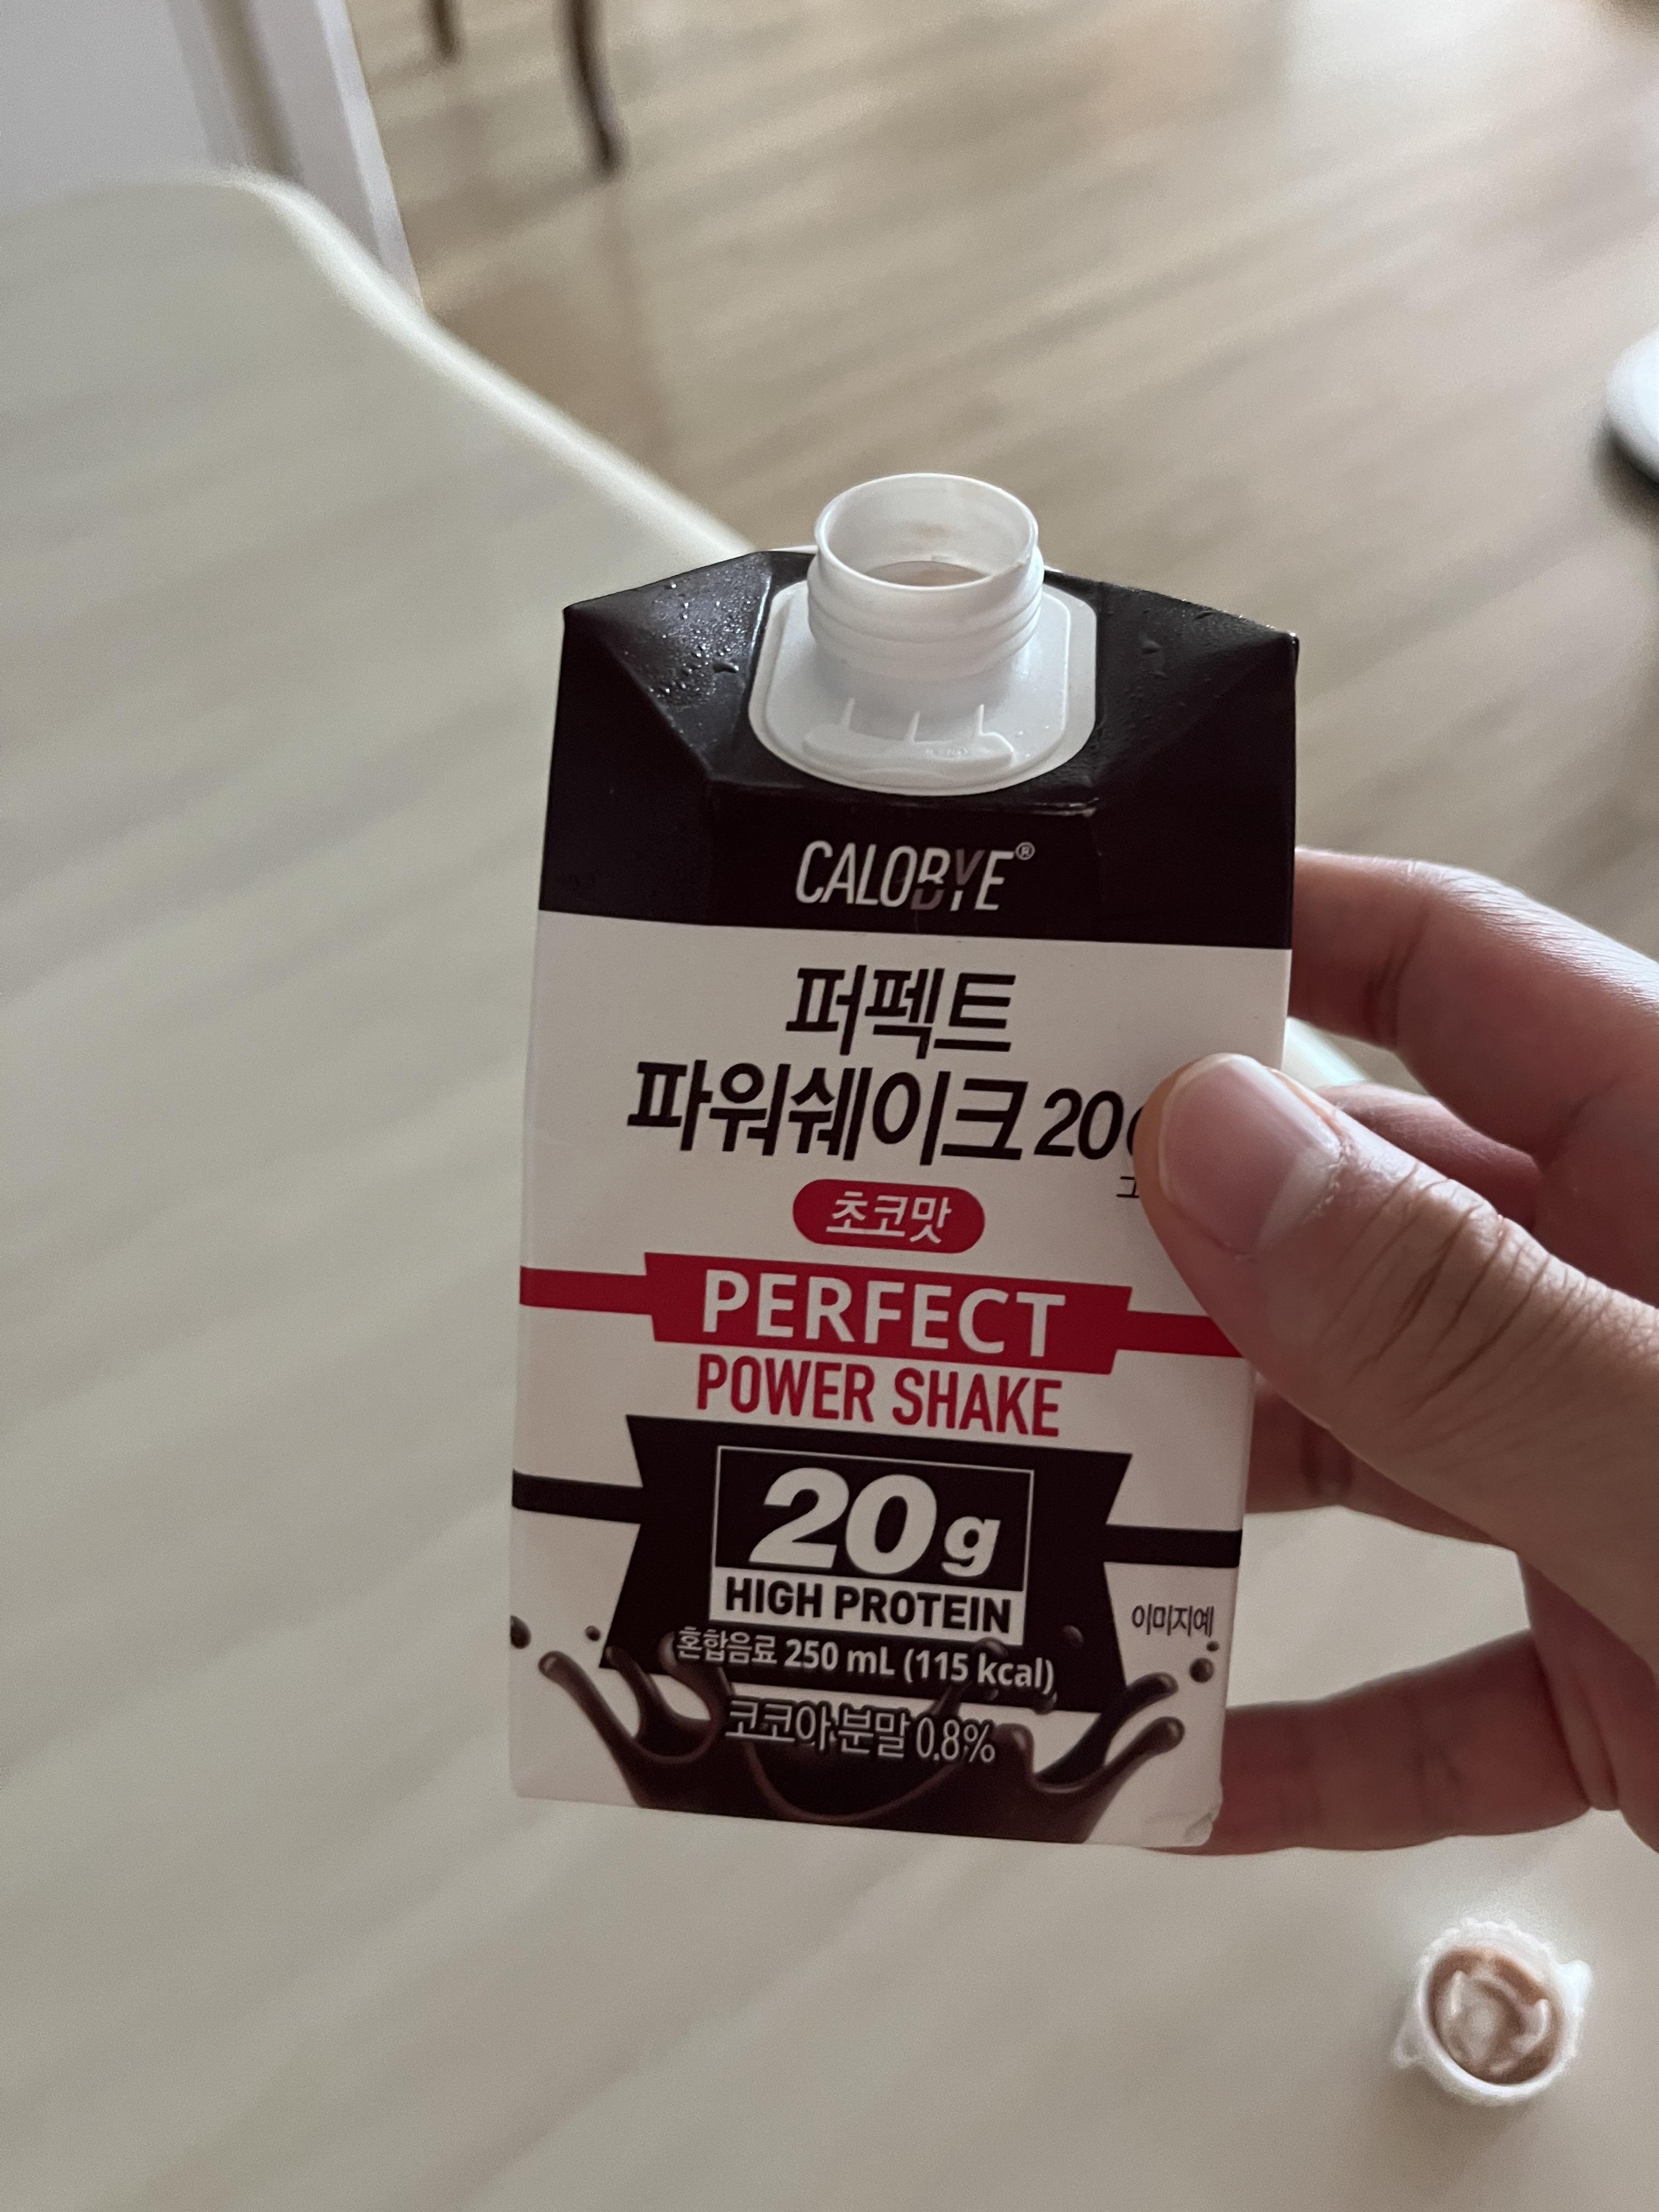 CALOBYE®
퍼펙트
파워쉐이크 20
초코맛
PERFECT
POWER SHAKE
20g
HIGH PROTEIN
이미지예
혼합음료 250 mL (115 kcal)
코코아 분말 0.8%